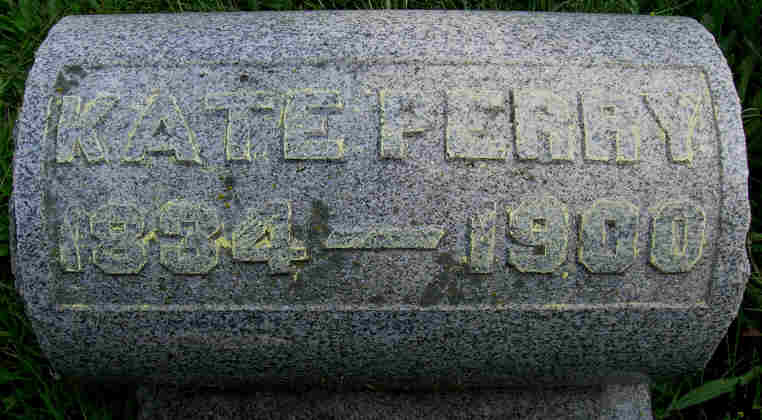 KATE PERRY
1834 — 1900